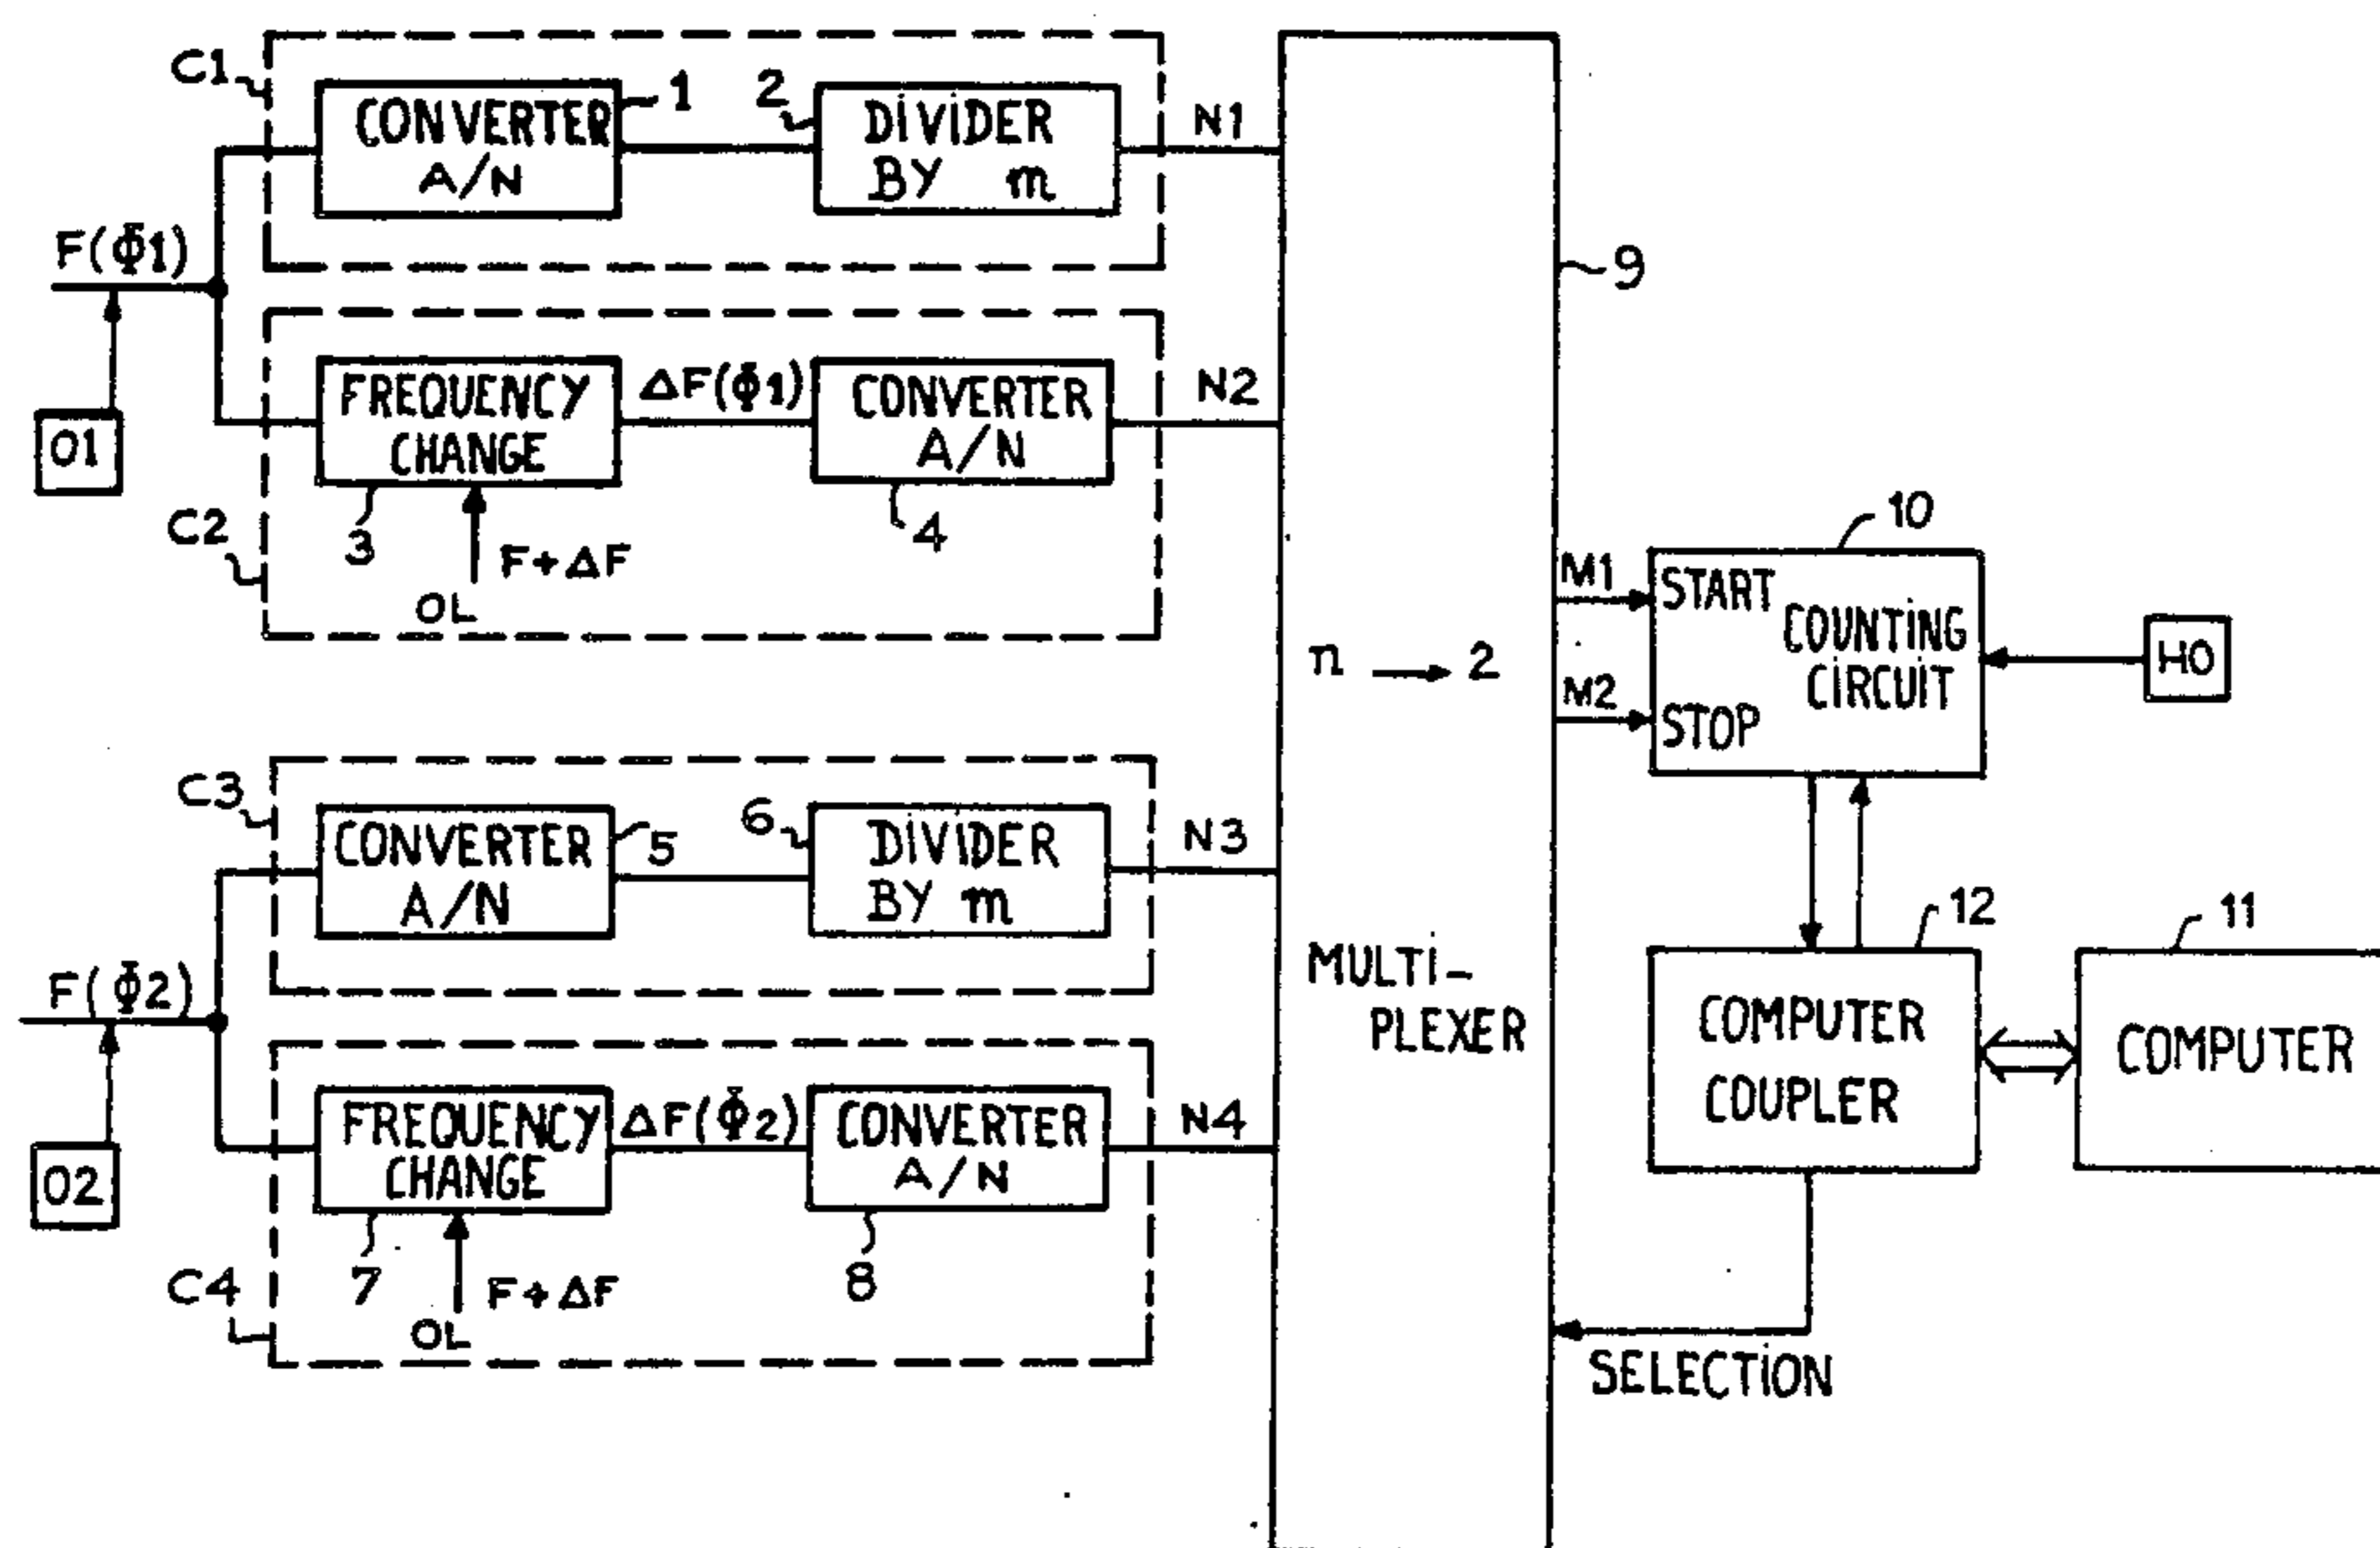 C1
CONVERTER
A/N
1
2
DIVIDER
BY m
N1
F(Φ1)
O1
C2
FREQUENCY
CHANGE
3
ΔF(Φ1)
CONVERTER
A/N
4
N2
F+ΔF
OL
9
n → 2
MULTI-
PLEXER
M1
M2
10
START
STOP
COUNTING
CIRCUIT
HO
C3
CONVERTER
A/N
5
6
DIVIDER
BY m
N3
F(Φ2)
O2
C4
FREQUENCY
CHANGE
7
ΔF(Φ2)
CONVERTER
A/N
8
N4
F+ΔF
OL
12
COMPUTER
COUPLER
11
COMPUTER
SELECTION